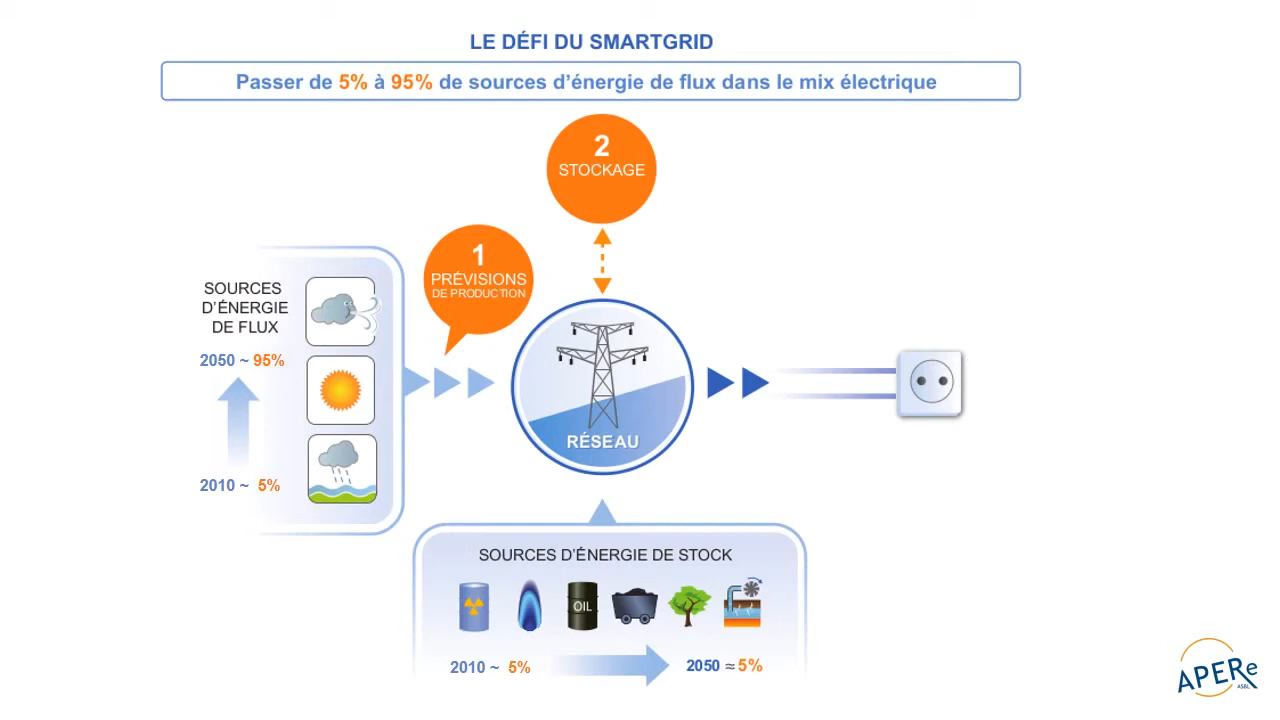 LE DÉFI DU SMARTGRID
Passer de 5% à 95% de sources d'énergie de flux dans le mix électrique
2
STOCKAGE
1
PRÉVISIONS
DE PRODUCTION
SOURCES
D'ÉNERGIE
DE FLUX
2050 ~ 95%
2010 ~ 5%
RÉSEAU
SOURCES D'ÉNERGIE DE STOCK
OIL
2010 ~ 5%
2050 ≈ 5%
APERe
ASBL